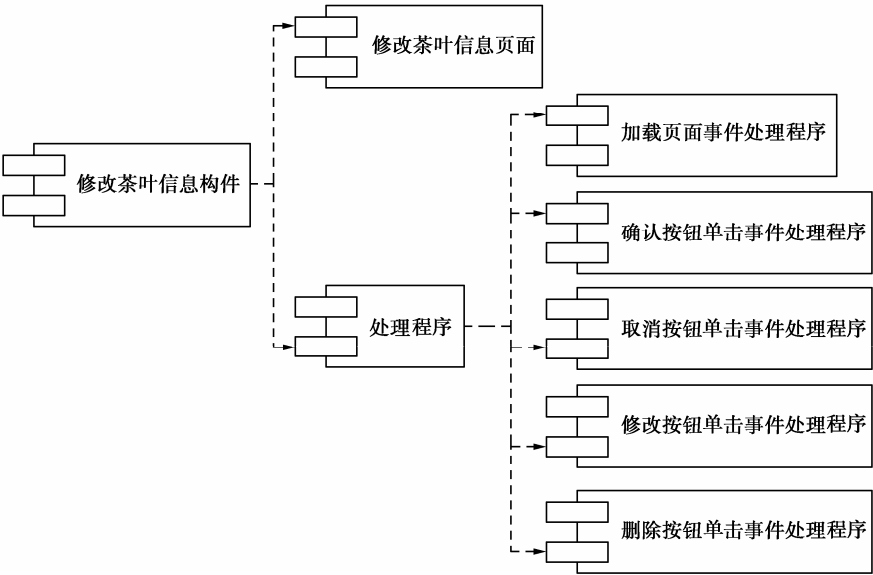 修改茶叶信息页面
加载页面事件处理程序
修改茶叶信息构件
确认按钮单击事件处理程序
处理程序
取消按钮单击事件处理程序
修改按钮单击事件处理程序
删除按钮单击事件处理程序